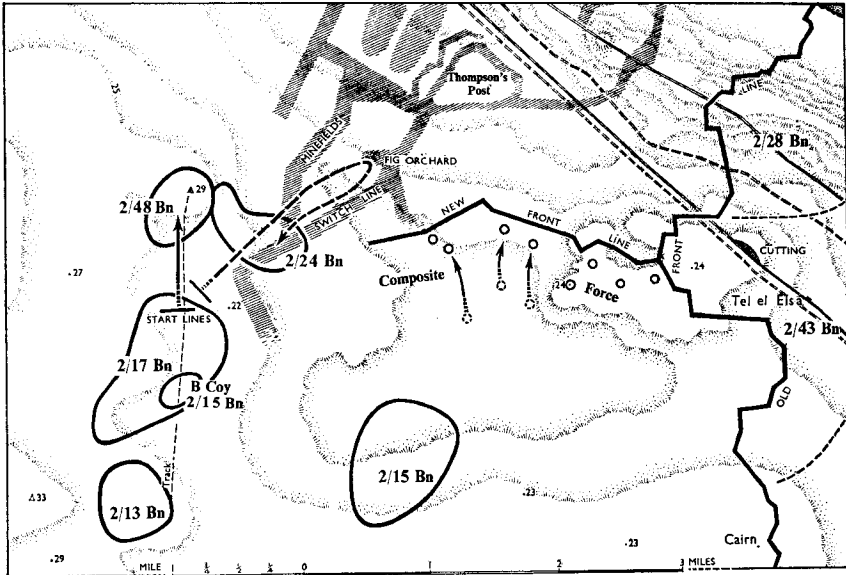 .25
Thompson's
Post
LINE
2/28 Bn
MINEFIELDS
FIG ORCHARD
▲29
2/48 Bn
SWITCH LINE
NEW
FRONT
LINE
2/24 Bn
FRONT
CUTTING
.27
Composite
.24
24
Force
.22
Tel el Eisa
START LINES
2/43 Bn
2/17 Bn
B Coy
2/15 Bn
OLD
2/15 Bn
Track
△33
2/13 Bn
.23
.23
Cairn
.29
MILE 1 ¾ ½ ¼ 0 1 2 3 MILES